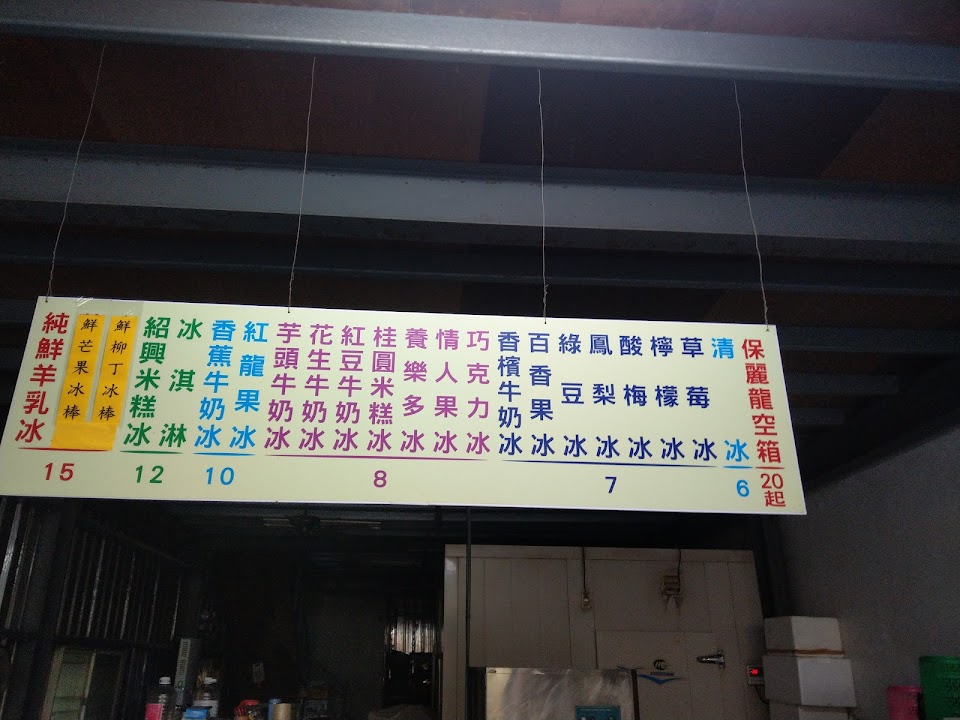 純鮮羊乳冰
鮮芒果冰棒
鮮柳丁冰棒
15
紹興米糕冰
冰淇淋
12
香蕉牛奶冰
紅龍果冰
10
芋頭牛奶冰
花生牛奶冰
紅豆牛奶冰
桂圓米糕冰
養樂多冰
情人果冰
巧克力冰
8
香檳牛奶冰
百香果冰
綠豆冰
鳳梨冰
酸梅冰
檸檬冰
草莓冰
7
清冰
6
保麗龍空箱
20起